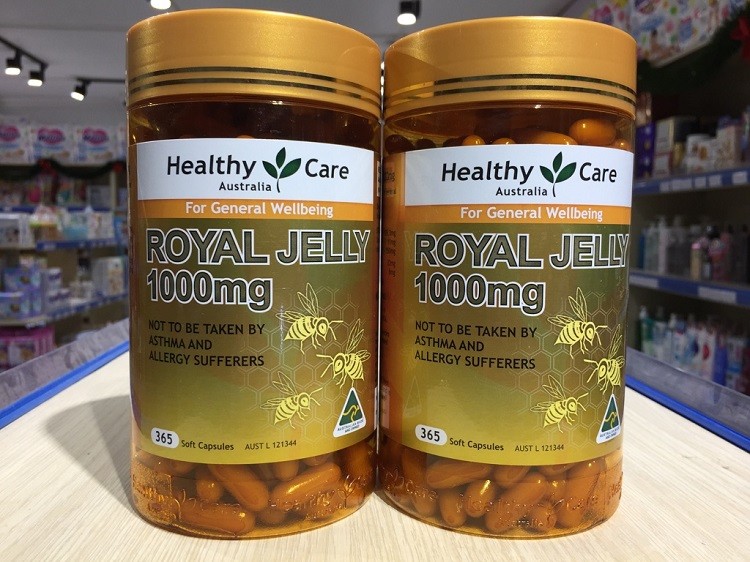 Healthy Care
Australia
For General Wellbeing
ROYAL JELLY
1000mg
NOT TO BE TAKEN BY
ASTHMA AND
ALLERGY SUFFERERS
365 Soft Capsules AUST L 121344
Healthy Care
Australia
For General Wellbeing
ROYAL JELLY
1000mg
NOT TO BE TAKEN BY
ASTHMA AND
ALLERGY SUFFERERS
365 Soft Capsules AUST L 121344